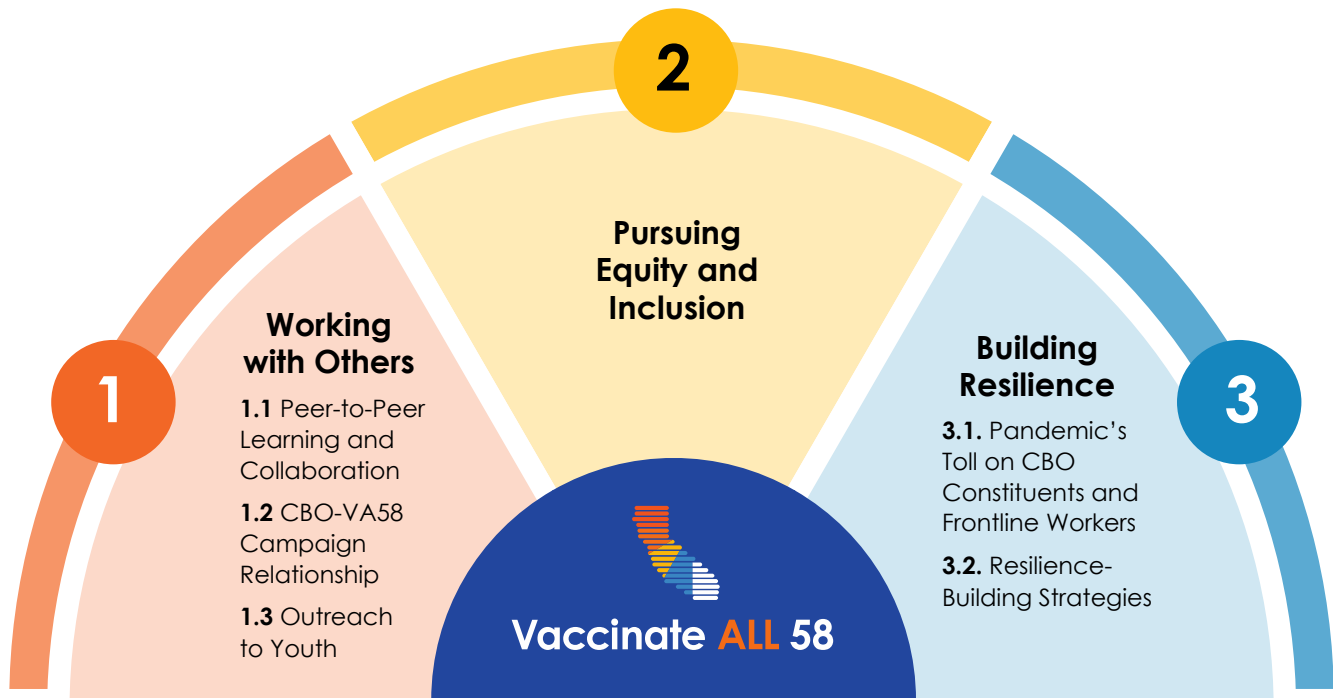 1
Working
with Others
1.1 Peer-to-Peer
Learning and
Collaboration
1.2 CBO-VA58
Campaign
Relationship
1.3 Outreach
to Youth
2
Pursuing
Equity and
Inclusion
3
Building
Resilience
3.1. Pandemic’s
Toll on CBO
Constituents and
Frontline Workers
3.2. Resilience-
Building Strategies
Vaccinate ALL 58